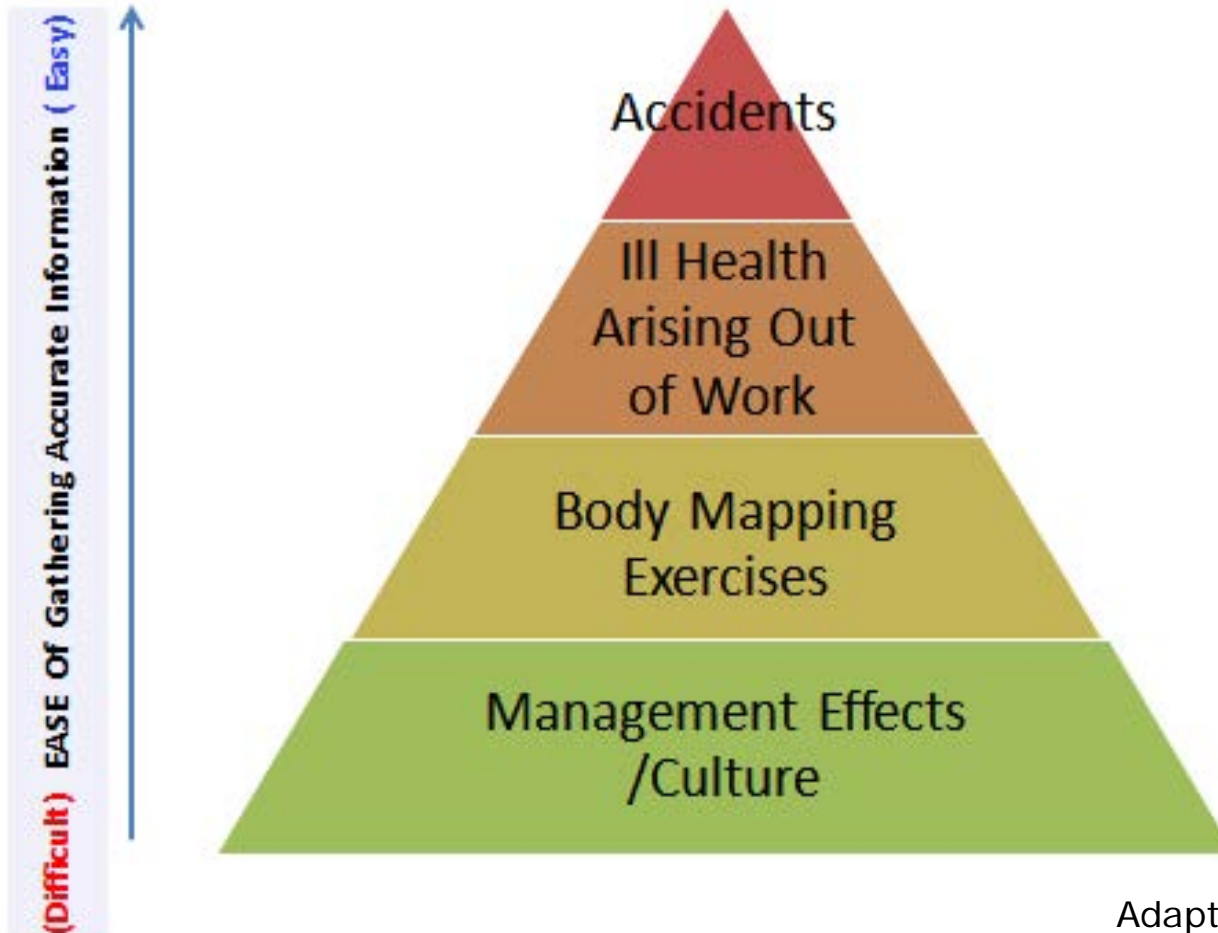 (Difficult) EASE Of Gathering Accurate Information ( Easy)
Accidents
Ill Health
Arising Out
of Work
Body Mapping
Exercises
Management Effects
/Culture
Adapt